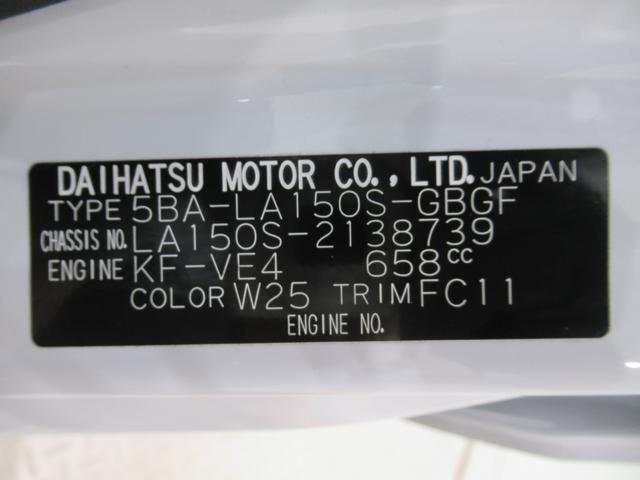 DAIHATSU MOTOR CO., LTD. JAPAN
TYPE 5BA-LA150S-GBGF
CHASSIS NO. LA150S-2138739
ENGINE KF-VE4 658cc
COLOR W25 TRIM FC11
ENGINE NO.